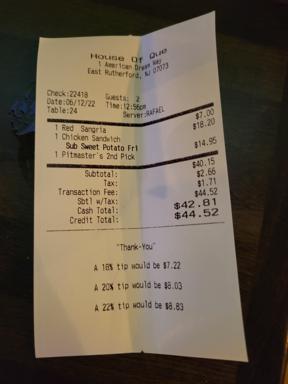 House Of Que
1 American Dream Way
East Rutherford, NJ 07073
Check:22418 Guests: 2
Date:06/12/22 Time:12:56pm
Table:24 Server:RAFAEL
1 Red Sangria $7.00
1 Chicken Sandwich $18.20
Sub Sweet Potato Fri
1 Pitmaster's 2nd Pick $14.95
Subtotal: $40.15
Tax: $2.66
Transaction Fee: $1.71
Sbtl w/Tax: $44.52
Cash Total: $42.81
Credit Total: $44.52
"Thank-You"
A 18% tip would be $7.22
A 20% tip would be $8.03
A 22% tip would be $8.83